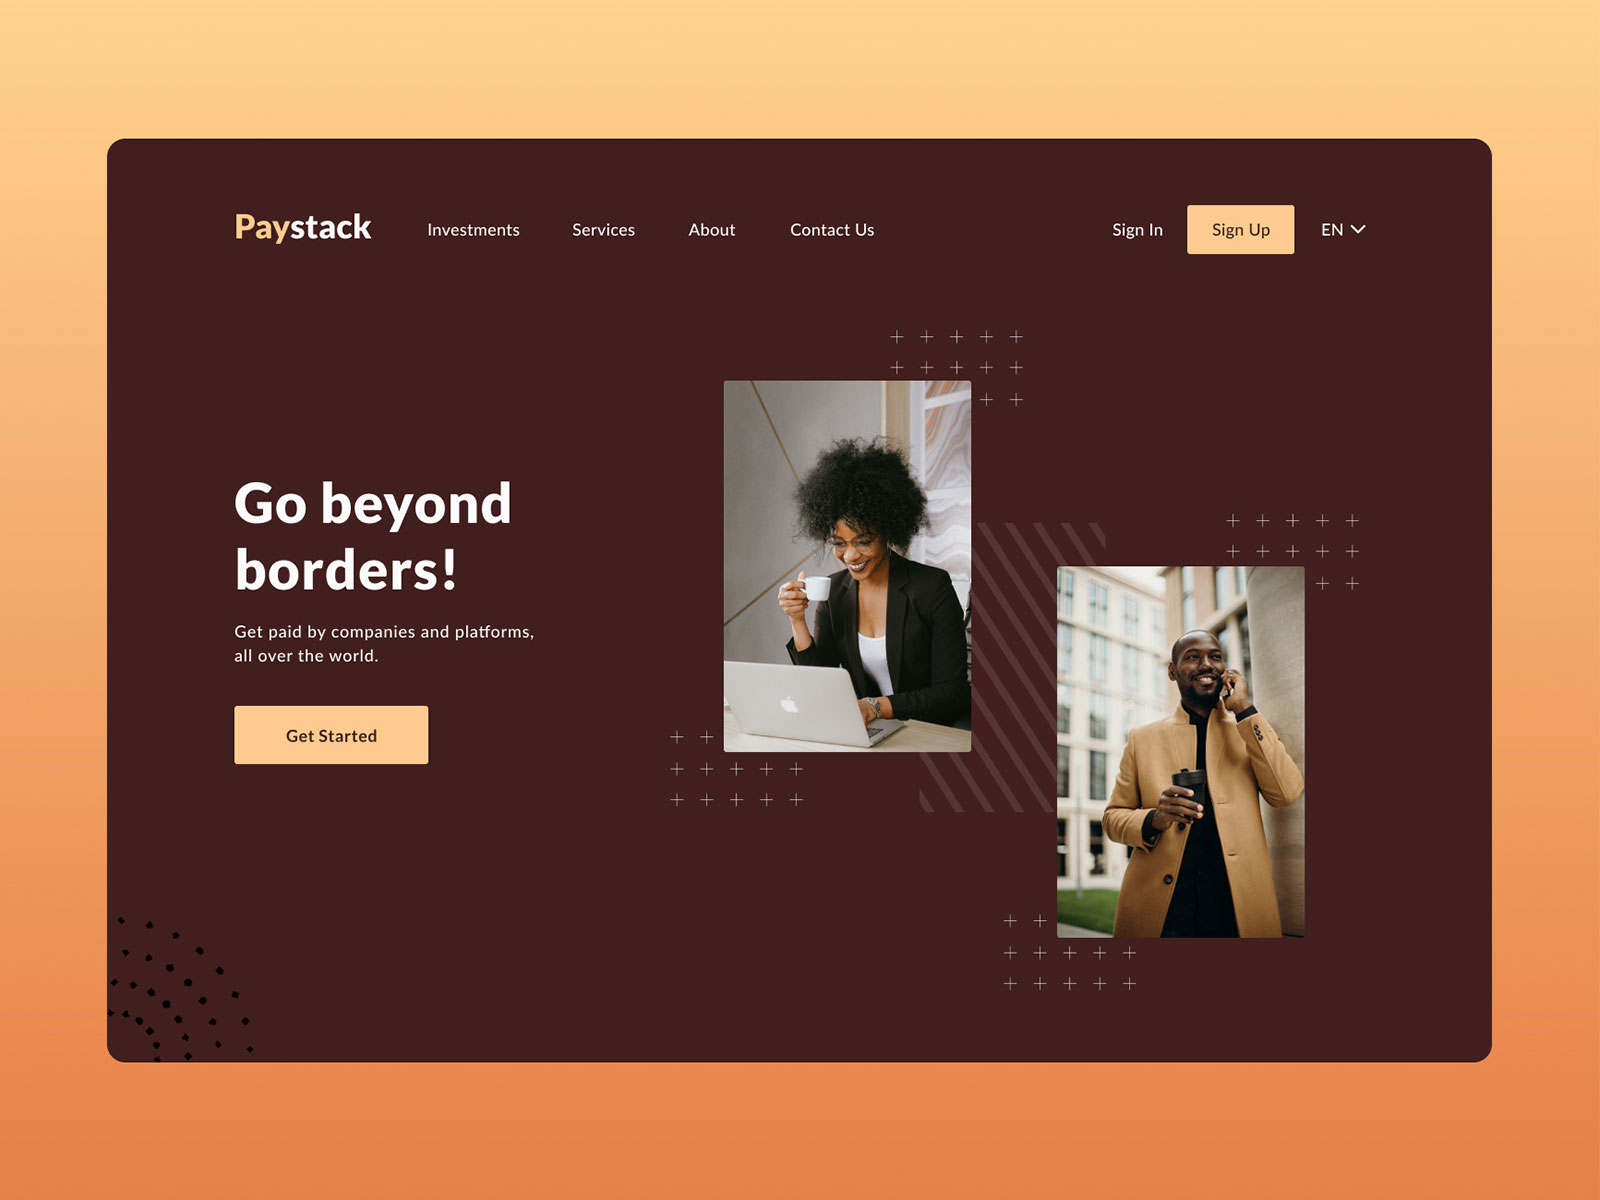 Paystack
Investments
Services
About
Contact Us
Sign In
Sign Up
EN
Go beyond
borders!
Get paid by companies and platforms,
all over the world.
Get Started